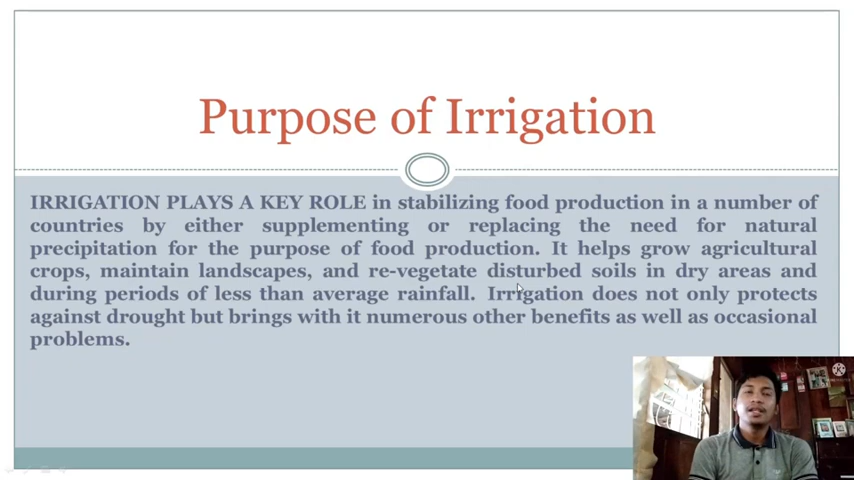 Purpose of Irrigation
IRRIGATION PLAYS A KEY ROLE in stabilizing food production in a number of
countries by either supplementing or replacing the need for natural
precipitation for the purpose of food production. It helps grow agricultural
crops, maintain landscapes, and re-vegetate disturbed soils in dry areas and
during periods of less than average rainfall. Irrigation does not only protects
against drought but brings with it numerous other benefits as well as occasional
problems.